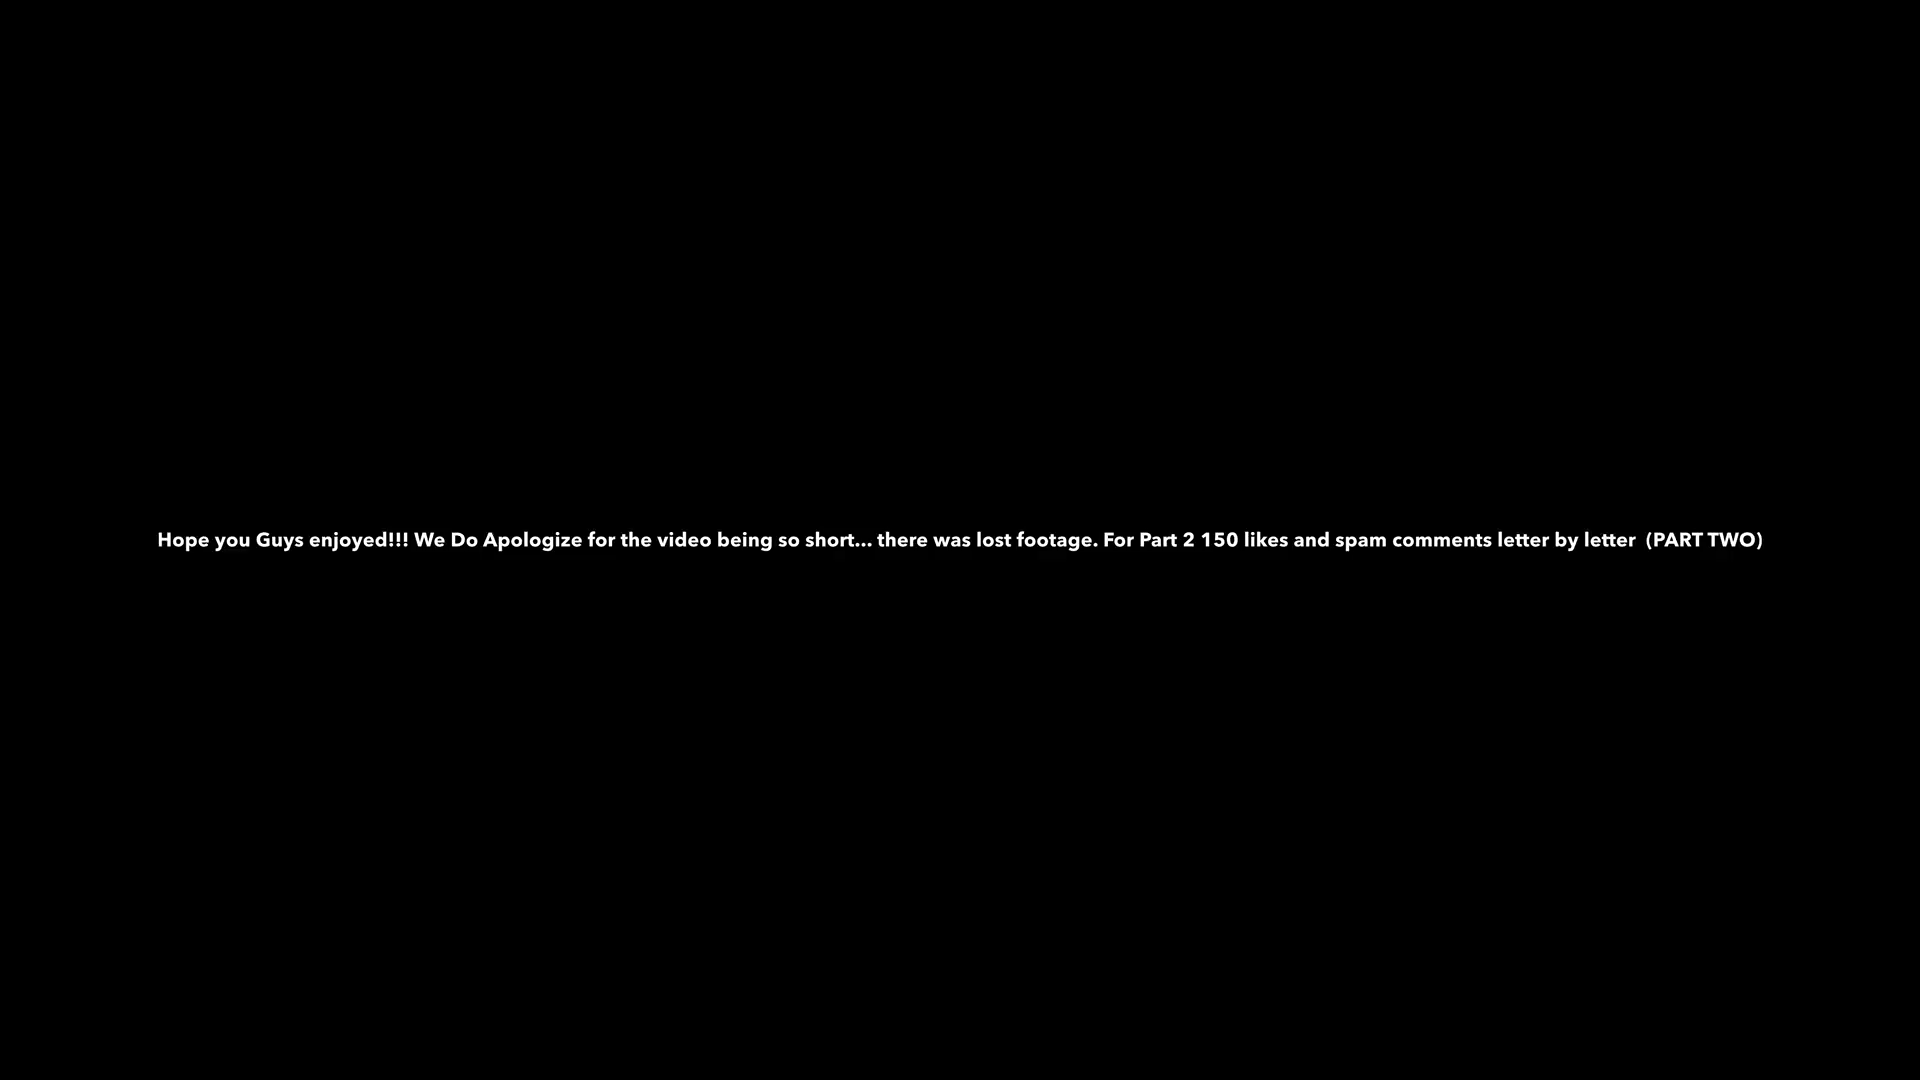 Hope you Guys enjoyed!!! We Do Apologize for the video being so short... there was lost footage. For Part 2 150 likes and spam comments letter by letter  (PART TWO)